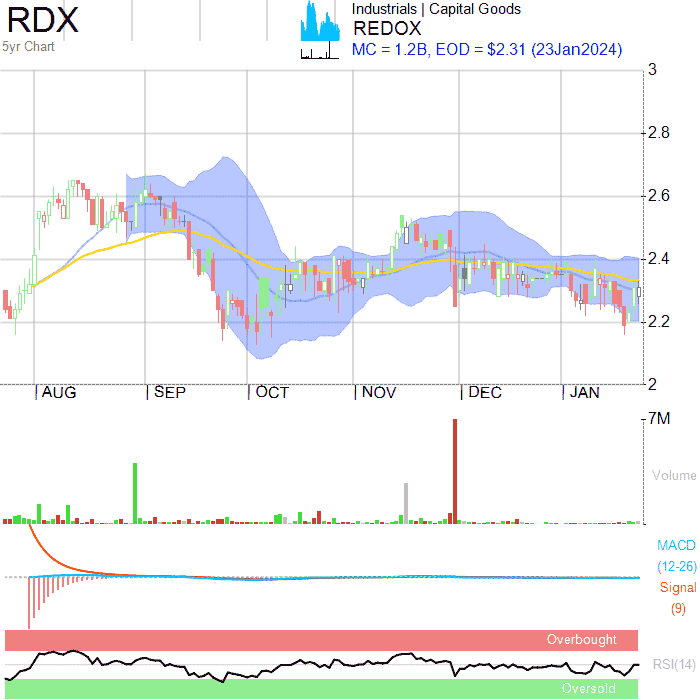 RDX
5yr Chart
Industrials | Capital Goods
REDOX
MC = 1.2B, EOD = $2.31 (23Jan2024)
3
2.8
2.6
2.4
2.2
2
AUG SEP OCT NOV DEC JAN
7M
Volume
MACD
(12-26)
Signal
(9)
Overbought
RSI(14)
Oversold